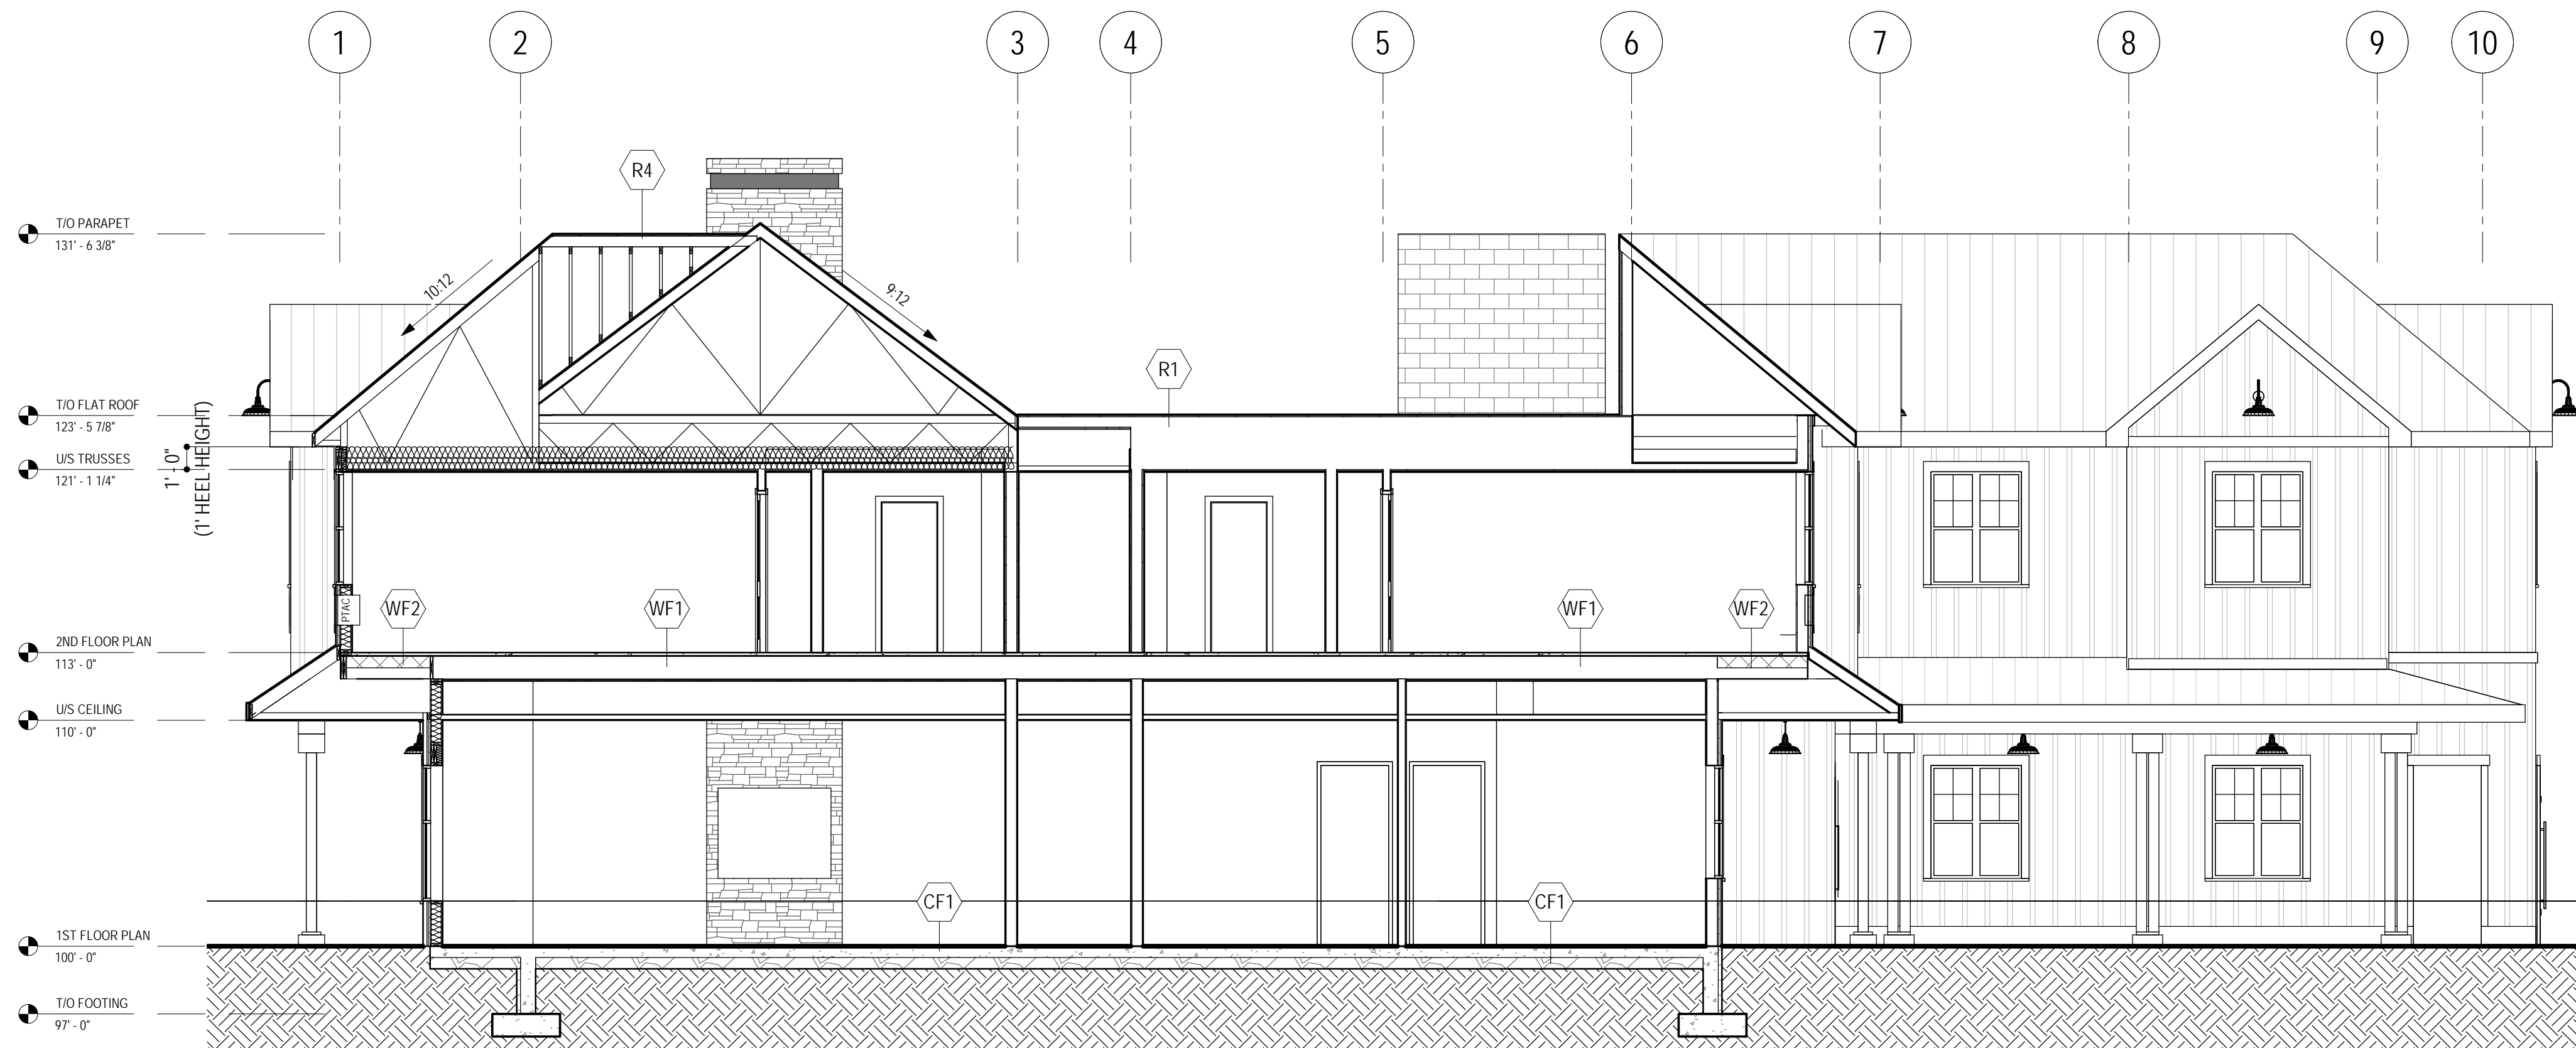 1 2 3 4 5 6 7 8 9 10
R4
T/O PARAPET
131' - 6 3/8"
10:12
9:12
R1
T/O FLAT ROOF
123' - 5 7/8"
U/S TRUSSES
121' - 1 1/4"
1' - 0"
(1' HEEL HEIGHT)
PTAC
WF2 WF1 WF1 WF2
2ND FLOOR PLAN
113' - 0"
U/S CEILING
110' - 0"
CF1 CF1
1ST FLOOR PLAN
100' - 0"
T/O FOOTING
97' - 0"